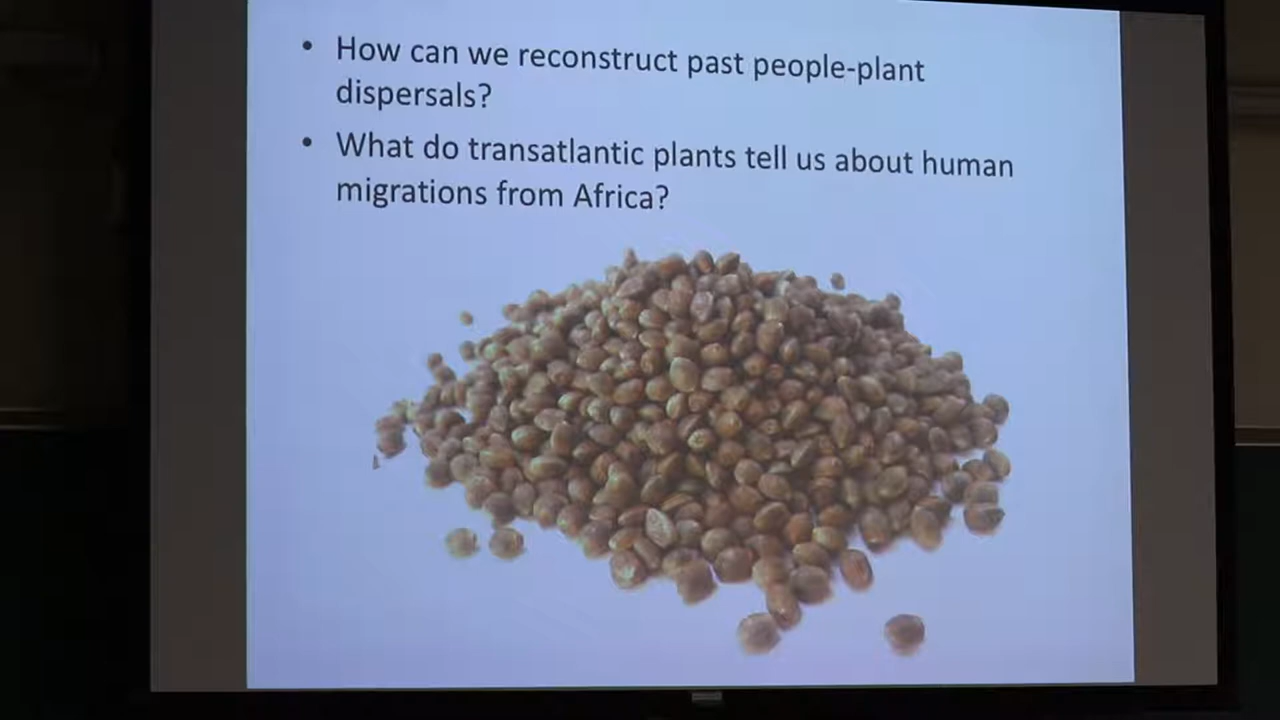 • How can we reconstruct past people-plant
dispersals?
• What do transatlantic plants tell us about human
migrations from Africa?